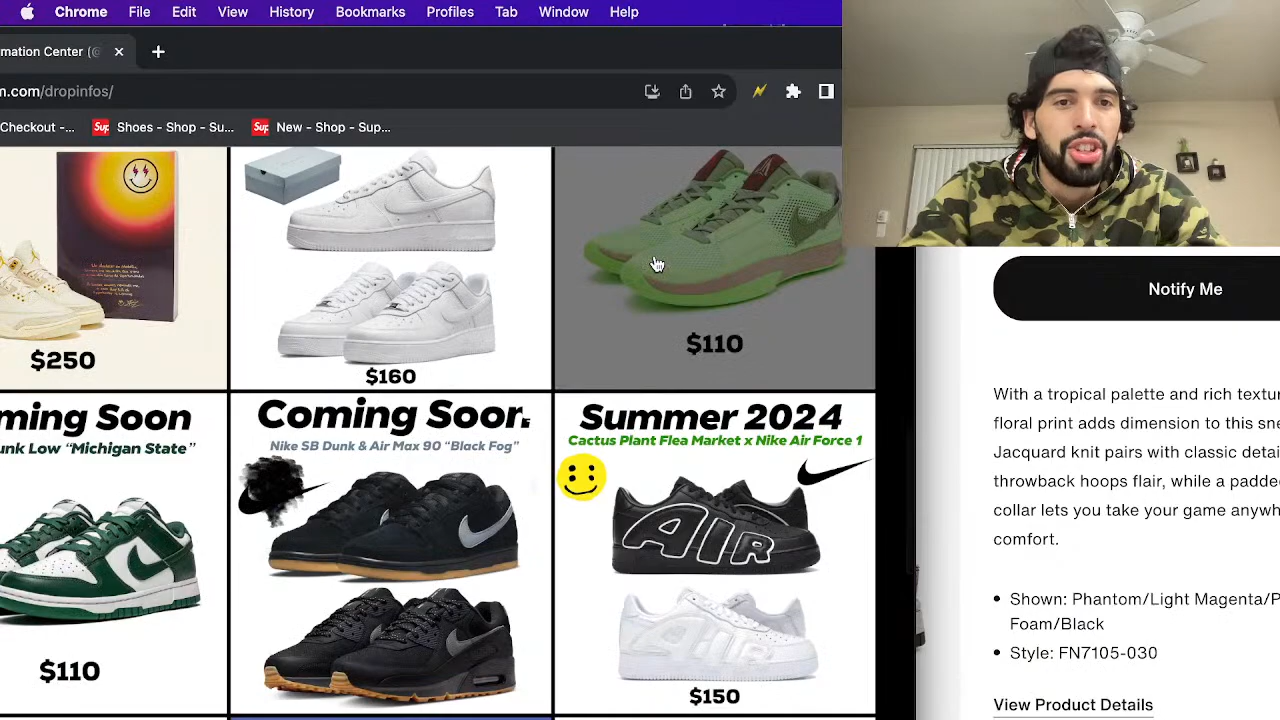 Chrome File Edit View History Bookmarks Profiles Tab Window Help
mation Center (@
m.com/dropinfos/
Checkout -... Sup Shoes - Shop - Su... Sup New - Shop - Sup...
$250
$160
$110
ming Soon
unk Low “Michigan State”
$110
Coming Soon
Nike SB Dunk & Air Max 90 “Black Fog”
Summer 2024
Cactus Plant Flea Market x Nike Air Force 1
AIR
$150
Notify Me
With a tropical palette and rich textur
floral print adds dimension to this sne
Jacquard knit pairs with classic detai
throwback hoops flair, while a padde
collar lets you take your game anywh
comfort.
Shown: Phantom/Light Magenta/P
Foam/Black
Style: FN7105-030
View Product Details